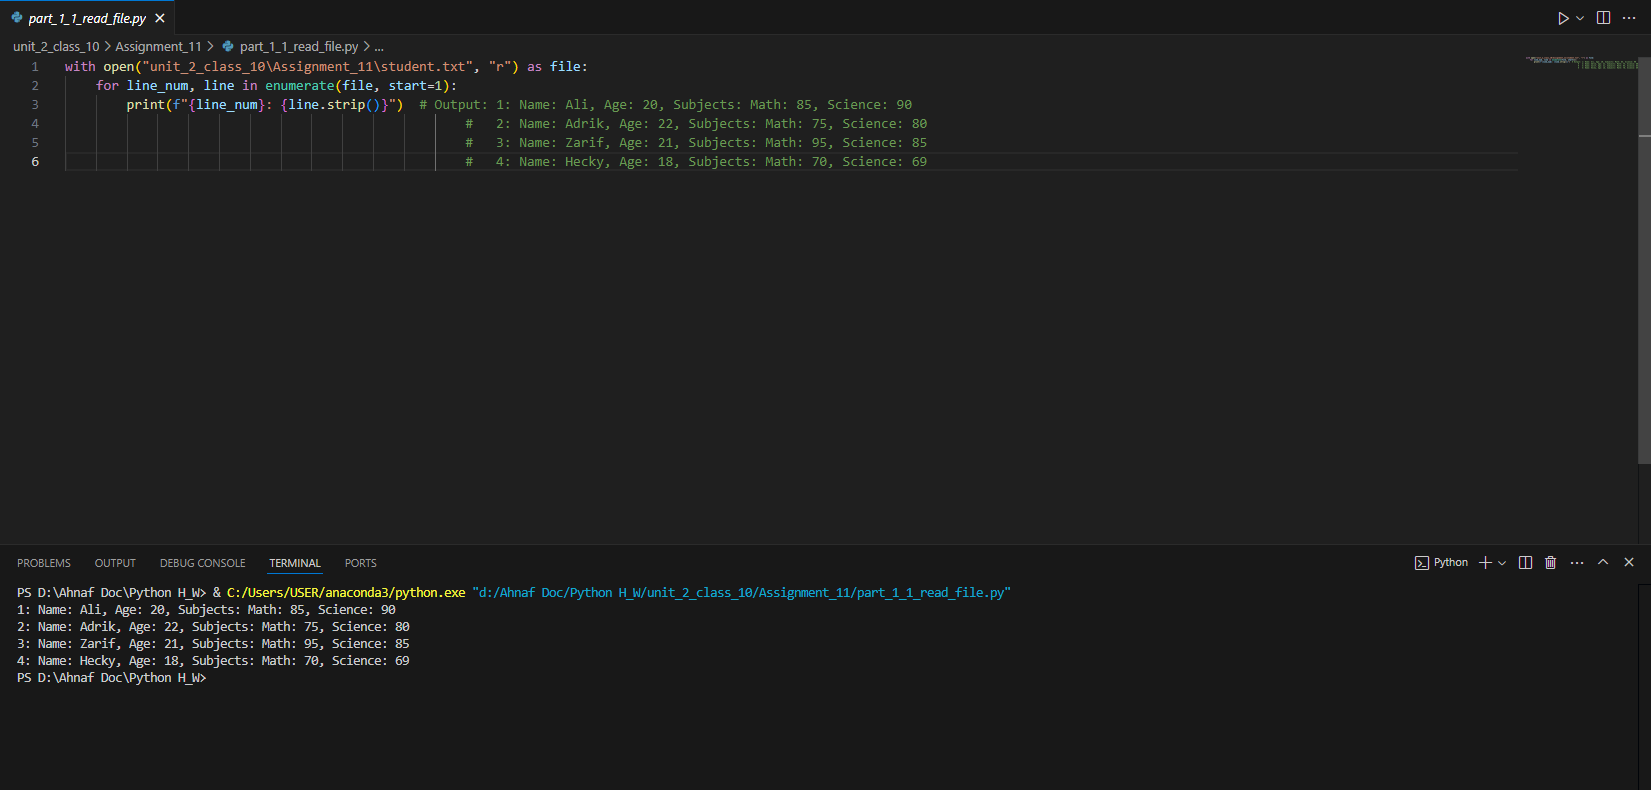 part_1_1_read_file.py
unit_2_class_10 > Assignment_11 > part_1_1_read_file.py > ...
1 with open("unit_2_class_10\Assignment_11\student.txt", "r") as file:
2 for line_num, line in enumerate(file, start=1):
3 print(f"{line_num}: {line.strip()}") # Output: 1: Name: Ali, Age: 20, Subjects: Math: 85, Science: 90
4 # 2: Name: Adrik, Age: 22, Subjects: Math: 75, Science: 80
5 # 3: Name: Zarif, Age: 21, Subjects: Math: 95, Science: 85
6 # 4: Name: Hecky, Age: 18, Subjects: Math: 70, Science: 69
PROBLEMS OUTPUT DEBUG CONSOLE TERMINAL PORTS Python
PS D:\Ahnaf Doc\Python H_W> & C:/Users/USER/anaconda3/python.exe "d:/Ahnaf Doc/Python H_W/unit_2_class_10/Assignment_11/part_1_1_read_file.py"
1: Name: Ali, Age: 20, Subjects: Math: 85, Science: 90
2: Name: Adrik, Age: 22, Subjects: Math: 75, Science: 80
3: Name: Zarif, Age: 21, Subjects: Math: 95, Science: 85
4: Name: Hecky, Age: 18, Subjects: Math: 70, Science: 69
PS D:\Ahnaf Doc\Python H_W>